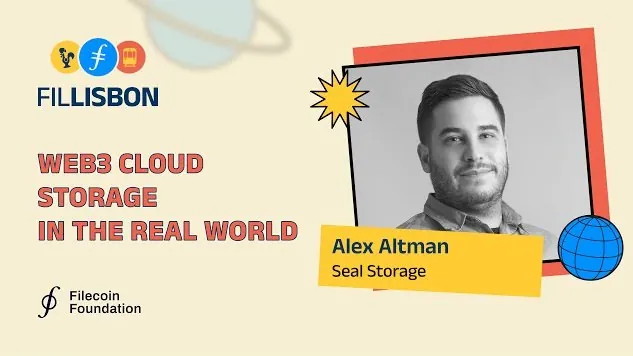 FILLISBON
WEB3 CLOUD
STORAGE
IN THE REAL WORLD
Alex Altman
Seal Storage
Filecoin
Foundation